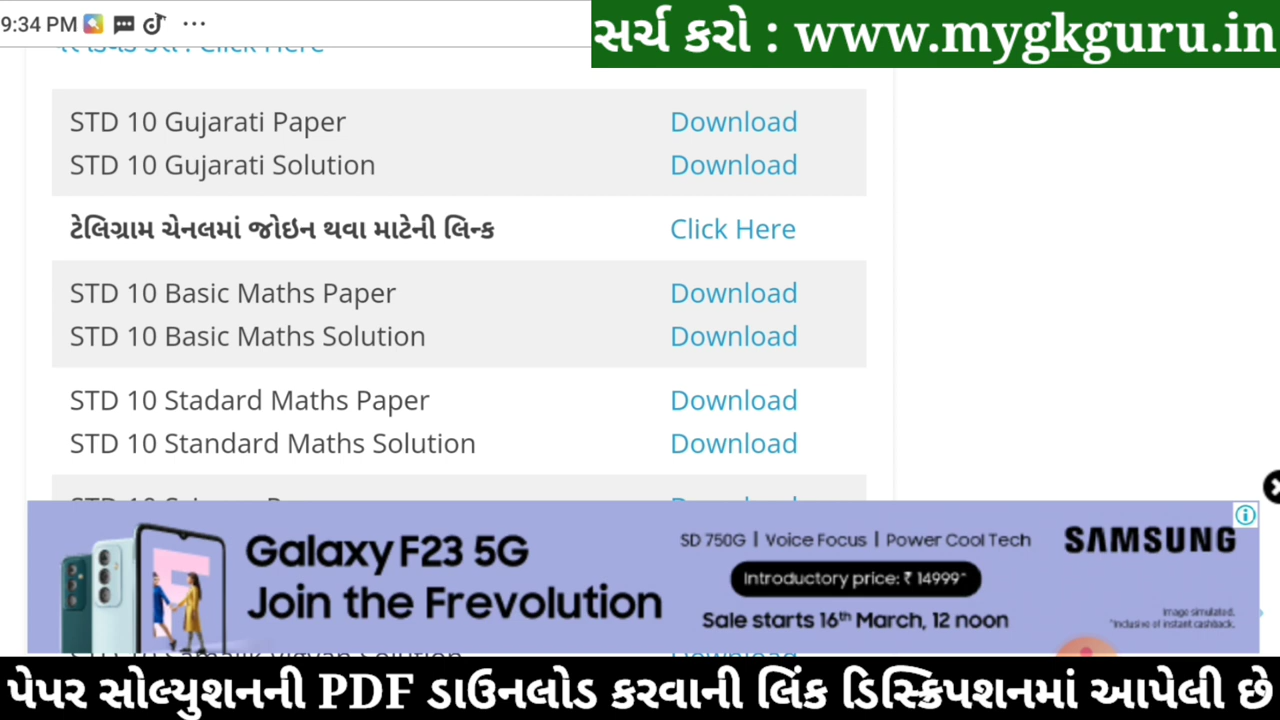 9:34 PM
સર્ચ કરો : www.mygkguru.in
: Click Here
STD 10 Gujarati Paper Download
STD 10 Gujarati Solution Download
ટેલિગ્રામ ચેનલમાં જોઇન થવા માટેની લિન્ક Click Here
STD 10 Basic Maths Paper Download
STD 10 Basic Maths Solution Download
STD 10 Stadard Maths Paper Download
STD 10 Standard Maths Solution Download
Galaxy F23 5G
Join the Frevolution
SD 750G | Voice Focus | Power Cool Tech
Introductory price: ₹ 14999^
Sale starts 16th March, 12 noon
SAMSUNG
Image simulated.
^Inclusive of instant cashback.
પેપર સોલ્યુશનની PDF ડાઉનલોડ કરવાની લિંક ડિસ્ક્રિપશનમાં આપેલી છે